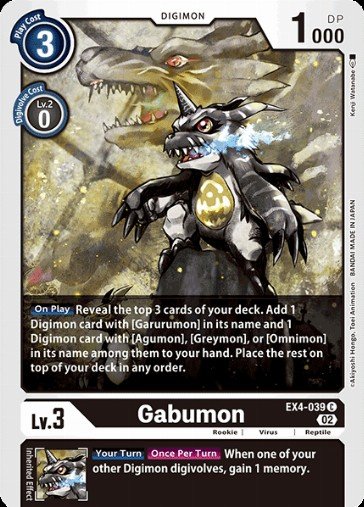 Play Cost
3
DIGIMON
DP
1000
Digivolve Cost
Lv.2
0
Kenji Watanabe
©Akiyoshi Hongo, Toei Animation BANDAI MADE IN JAPAN
On Play Reveal the top 3 cards of your deck. Add 1
Digimon card with [Garurumon] in its name and 1
Digimon card with [Agumon], [Greymon], or [Omnimon]
in its name among them to your hand. Place the rest on
top of your deck in any order.
Lv.3
Gabumon
EX4-039 C
02
Rookie | Virus | Reptile
Inherited Effect
Your Turn Once Per Turn When one of your
other Digimon digivolves, gain 1 memory.